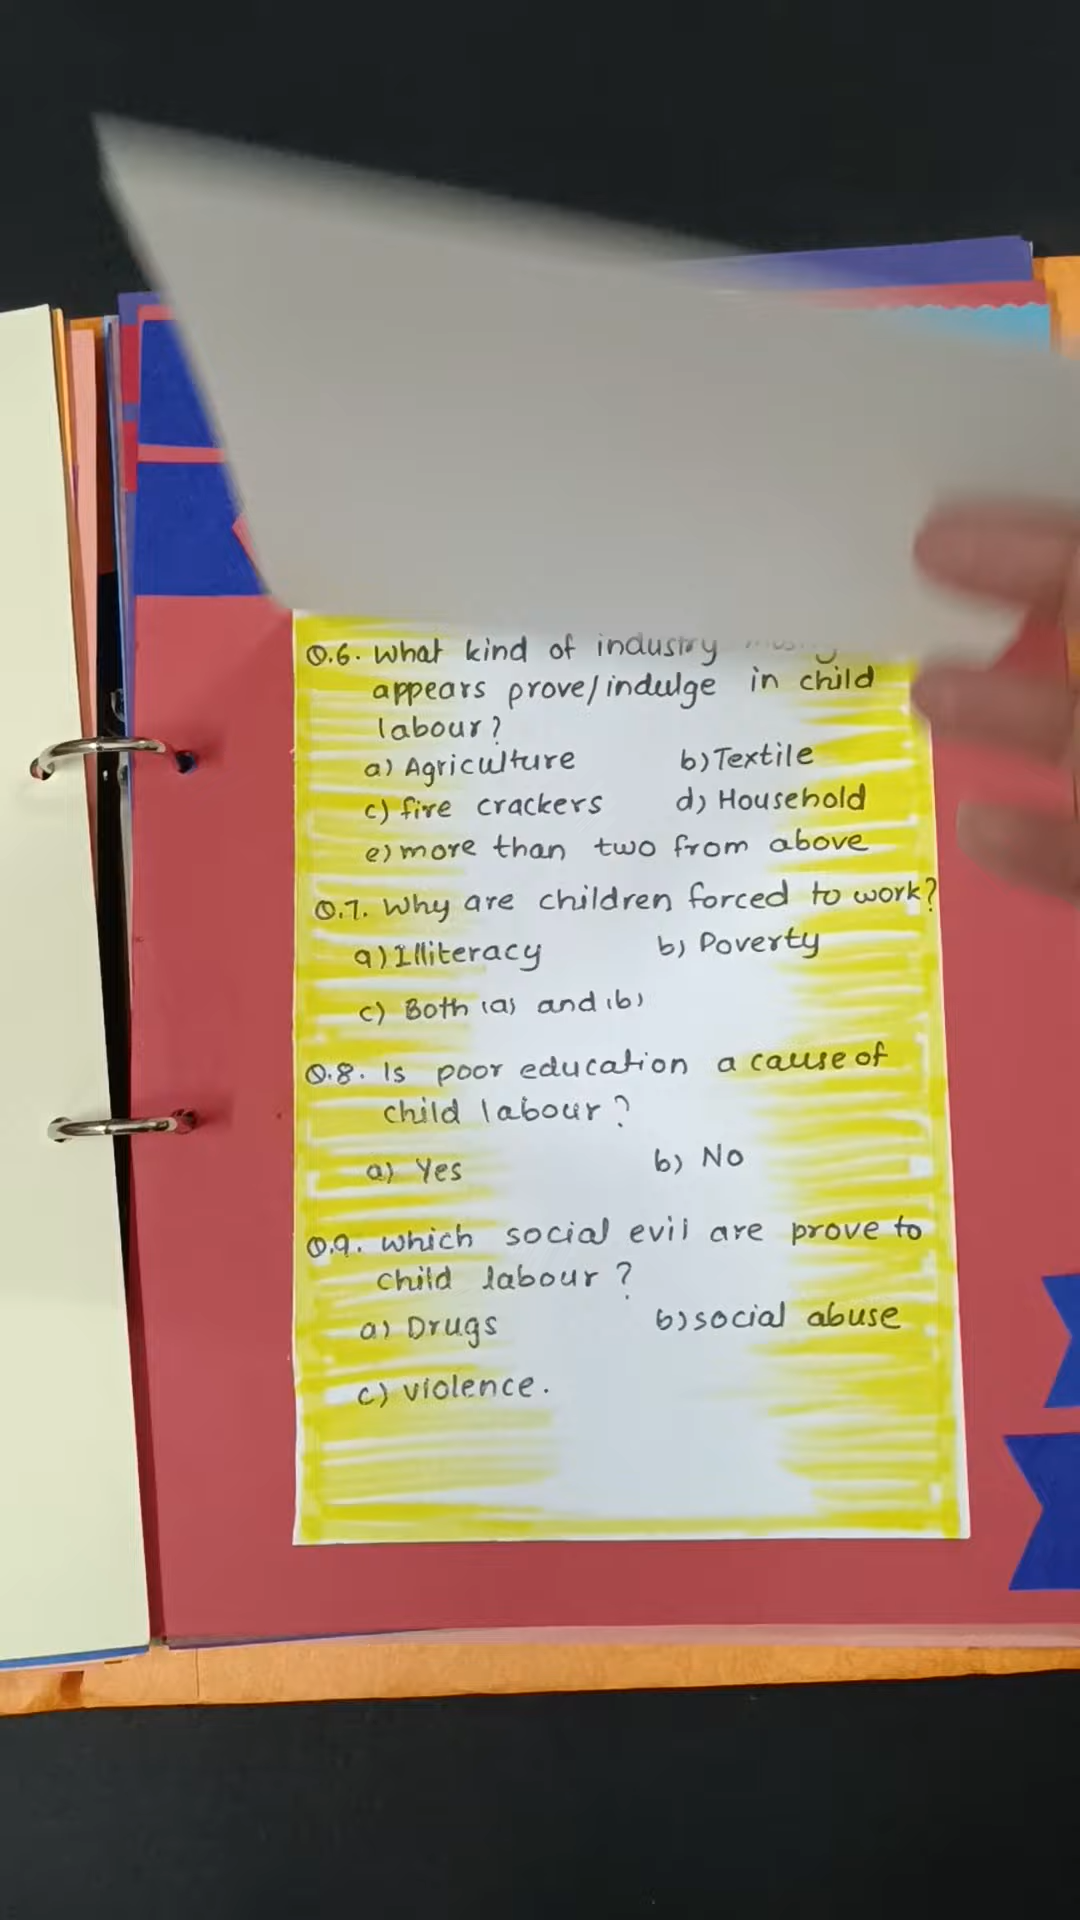 Q.6. What kind of industry
appears prove/indulge in child
labour?
a) Agriculture b) Textile
c) fire crackers d) Household
e) more than two from above
Q.7. Why are children forced to work?
a) Illiteracy b) Poverty
c) Both (a) and (b)
Q.8. Is poor education a cause of
child labour?
a) Yes b) No
Q.9. Which social evil are prove to
child labour?
a) Drugs b) social abuse
c) violence.